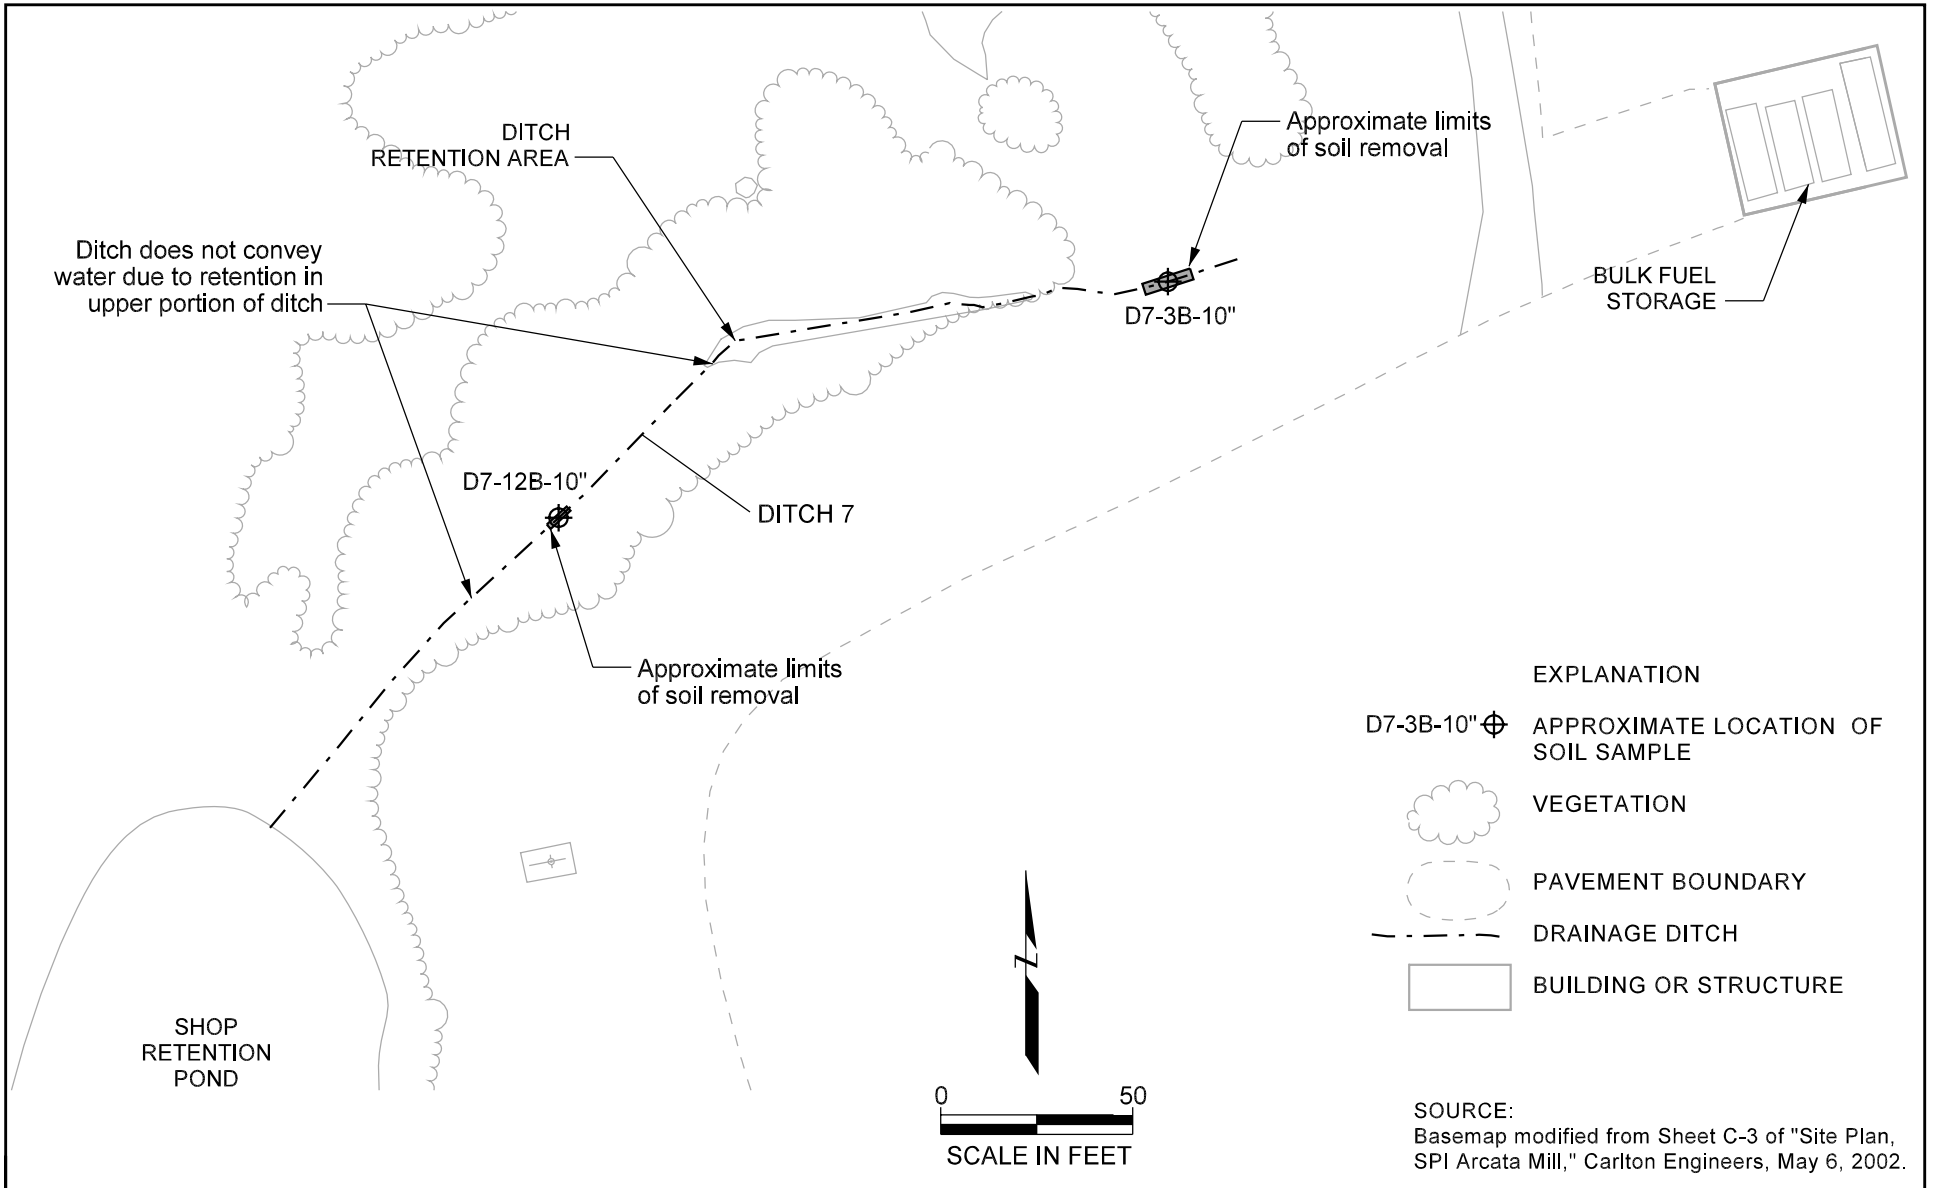 DITCH
RETENTION AREA
Approximate limits
of soil removal
Ditch does not convey
water due to retention in
upper portion of ditch
BULK FUEL
STORAGE
D7-3B-10"
D7-12B-10"
DITCH 7
Approximate limits
of soil removal
EXPLANATION
D7-3B-10"
APPROXIMATE LOCATION OF
SOIL SAMPLE
VEGETATION
PAVEMENT BOUNDARY
DRAINAGE DITCH
BUILDING OR STRUCTURE
SHOP
RETENTION
POND
Z
0 50
SCALE IN FEET
SOURCE:
Basemap modified from Sheet C-3 of "Site Plan,
SPI Arcata Mill," Carlton Engineers, May 6, 2002.